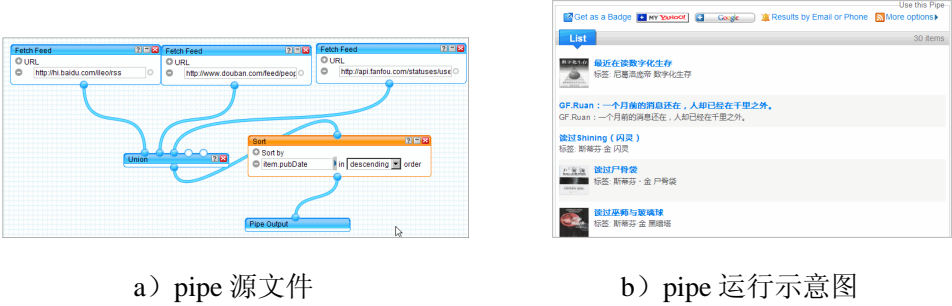 Fetch Feed
URL
http://hi.baidu.com/ileo/rss
Fetch Feed
URL
http://www.douban.com/feed/peop
Fetch Feed
URL
http://api.fanfou.com/statuses/use
Union
Sort
Sort by
item.pubDate in descending order
Pipe Output
a）pipe 源文件
Use this Pipe
Get as a Badge MY YAHOO! Google Results by Email or Phone More options
List 30 items
最近在读数字化生存
标签: 尼葛洛庞帝 数字化生存
GF.Ruan：一个月前的消息还在，人却已经在千里之外。
GF.Ruan：一个月前的消息还在，人却已经在千里之外。
读过Shining（闪灵）
标签: 斯蒂芬·金 闪灵
读过尸骨袋
标签: 斯蒂芬·金 尸骨袋
读过巫师与玻璃球
标签: 斯蒂芬·金 黑暗塔
b）pipe 运行示意图